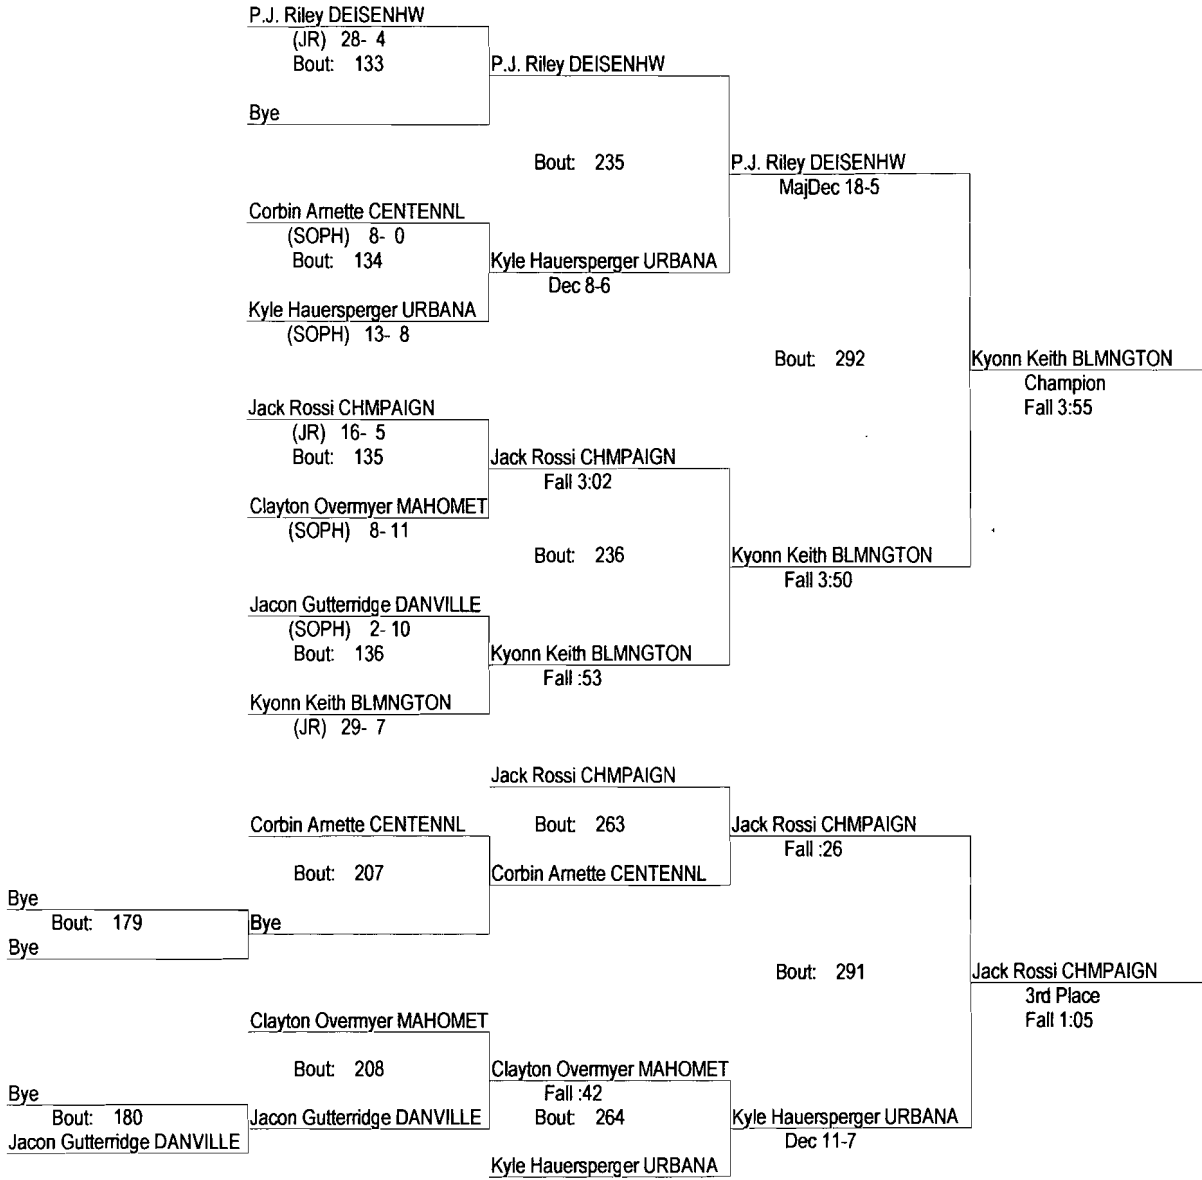 P.J. Riley DEISENHW
(JR) 28- 4
Bout: 133
P.J. Riley DEISENHW
Bye
Bout: 235
P.J. Riley DEISENHW
MajDec 18-5
Corbin Arnette CENTENNL
(SOPH) 8- 0
Bout: 134
Kyle Hauersperger URBANA
Dec 8-6
Kyle Hauersperger URBANA
(SOPH) 13- 8
Bout: 292
Kyonn Keith BLMNGTON
Champion
Fall 3:55
Jack Rossi CHMPAIGN
(JR) 16- 5
Bout: 135
Jack Rossi CHMPAIGN
Fall 3:02
Clayton Overmyer MAHOMET
(SOPH) 8- 11
Bout: 236
Kyonn Keith BLMNGTON
Fall 3:50
Jacon Gutterridge DANVILLE
(SOPH) 2- 10
Bout: 136
Kyonn Keith BLMNGTON
Fall :53
Kyonn Keith BLMNGTON
(JR) 29- 7
Jack Rossi CHMPAIGN
Corbin Arnette CENTENNL
Bout: 263
Jack Rossi CHMPAIGN
Fall :26
Bout: 207
Corbin Arnette CENTENNL
Bye
Bout: 179
Bye
Bye
Bout: 291
Jack Rossi CHMPAIGN
3rd Place
Fall 1:05
Clayton Overmyer MAHOMET
Bout: 208
Clayton Overmyer MAHOMET
Fall :42
Bye
Bout: 180
Jacon Gutterridge DANVILLE
Bout: 264
Kyle Hauersperger URBANA
Dec 11-7
Jacon Gutterridge DANVILLE
Kyle Hauersperger URBANA